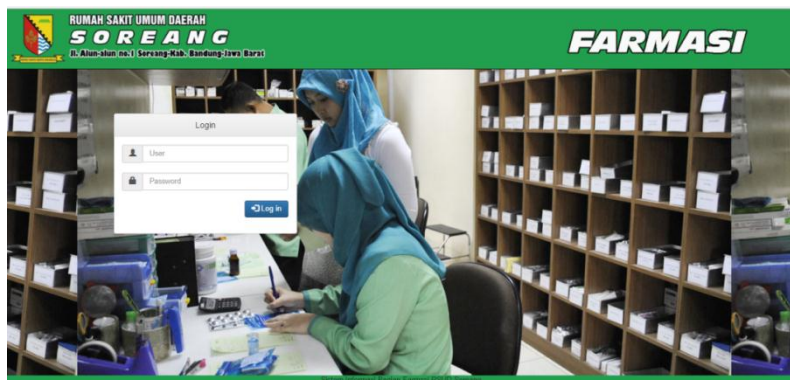 RUMAH SAKIT UMUM DAERAH
SOREANG
Jl. Alun-alun no.1 Soreang-Kab. Bandung-Jawa Barat
FARMASI
Login
User
Password
Log in